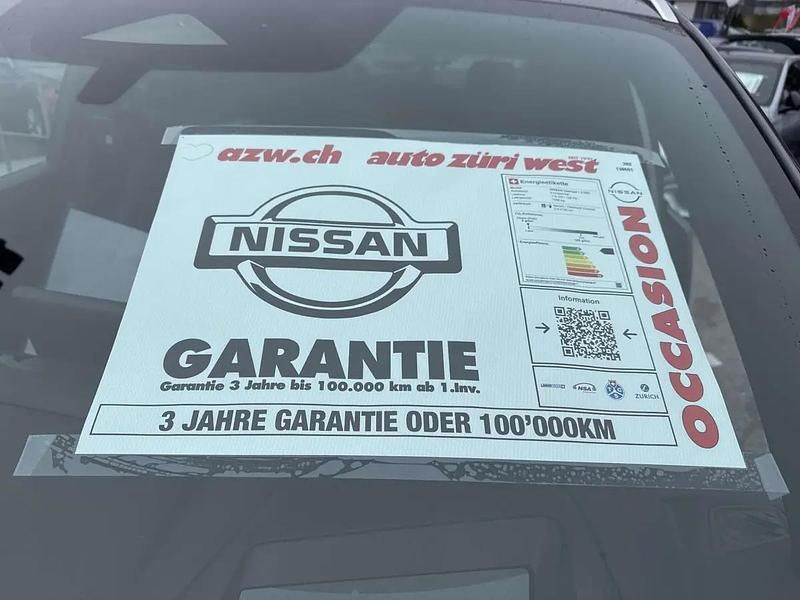 azw.ch auto züri west
NISSAN
GARANTIE
Garantie 3 Jahre bis 100.000 km ab 1.Inv.
3 JAHRE GARANTIE ODER 100'000KM
Energieetikette
NISSAN
Information
ZURICH
OCCASION